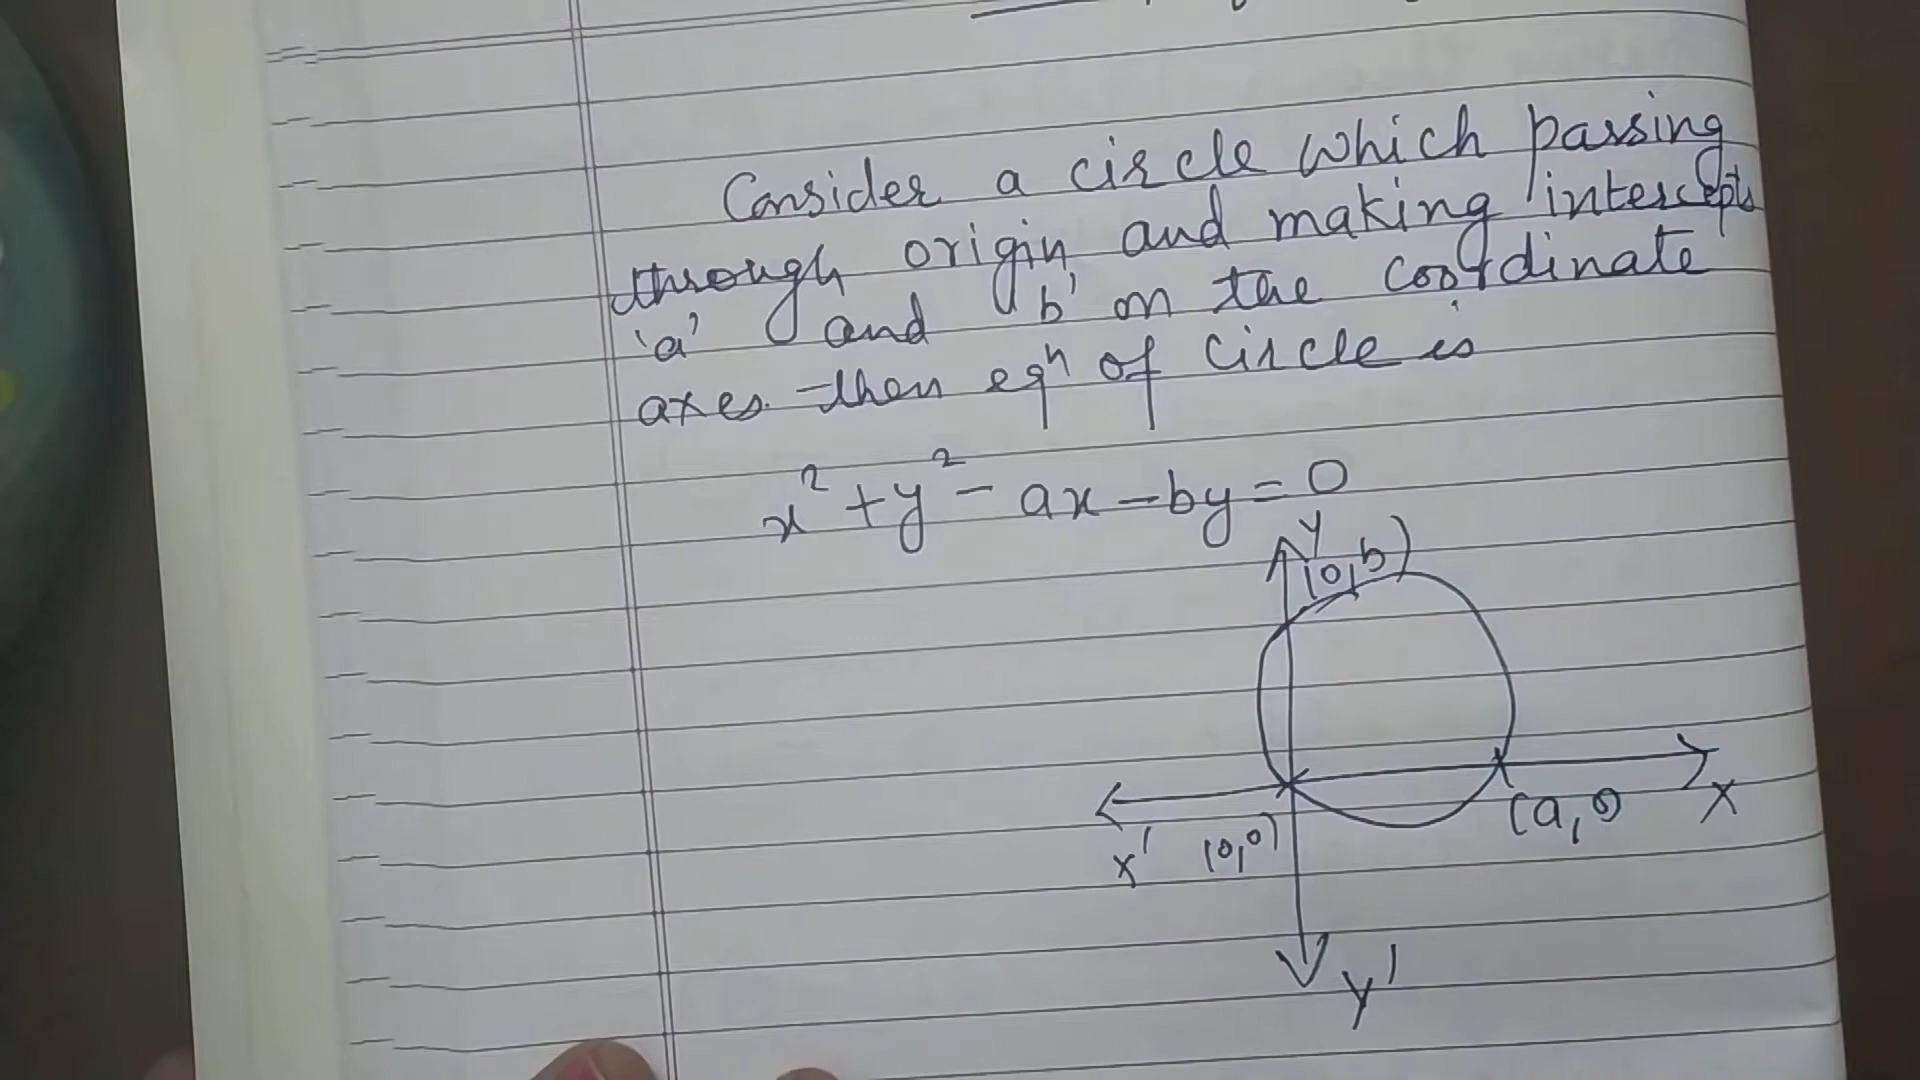 Consider a circle which passing
through origin and making intercepts
'a' and 'b' on the coordinate
axes then eqn of circle is
x² + y² - ax - by = 0
Y
(0,b)
(a, 0)
X
X' (0,0)
Y'